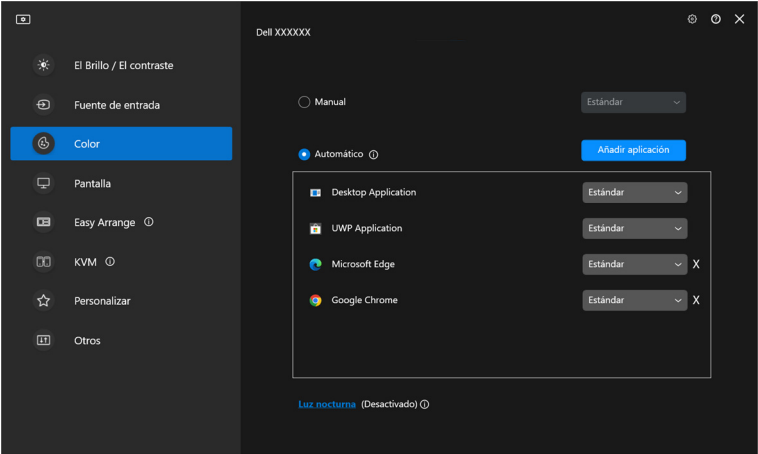 Dell XXXXXX
El Brillo / El contraste
Fuente de entrada
Color
Pantalla
Easy Arrange
KVM
Personalizar
Otros
Manual
Estándar
Automático
Añadir aplicación
Desktop Application
Estándar
UWP Application
Estándar
Microsoft Edge
Estándar
X
Google Chrome
Estándar
X
Luz nocturna (Desactivado)